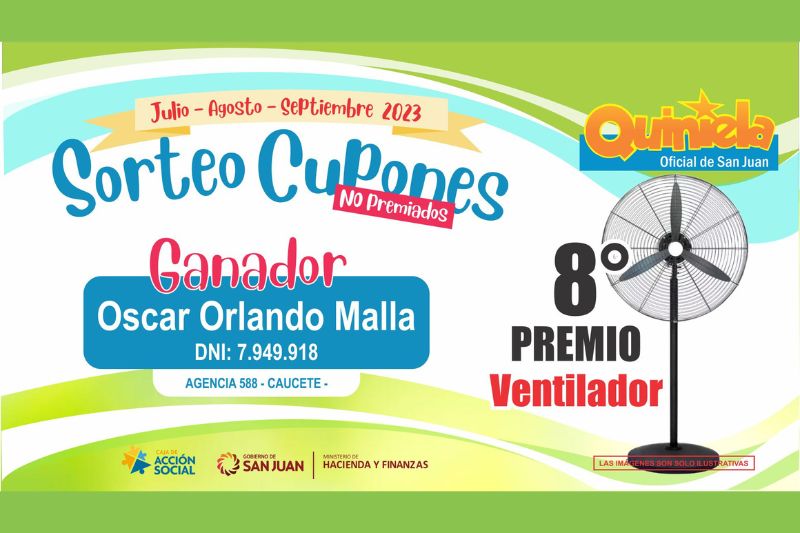 Julio - Agosto - Septiembre 2023
Sorteo Cupones
NO Premiados
Quiniela
Oficial de San Juan
Ganador
Oscar Orlando Malla
DNI: 7.949.918
AGENCIA 588 - CAUCETE -
8º
PREMIO
Ventilador
CAJA DE
ACCIÓN
SOCIAL
GOBIERNO DE
SAN JUAN
MINISTERIO DE
HACIENDA Y FINANZAS
LAS IMÁGENES SON SOLO ILUSTRATIVAS